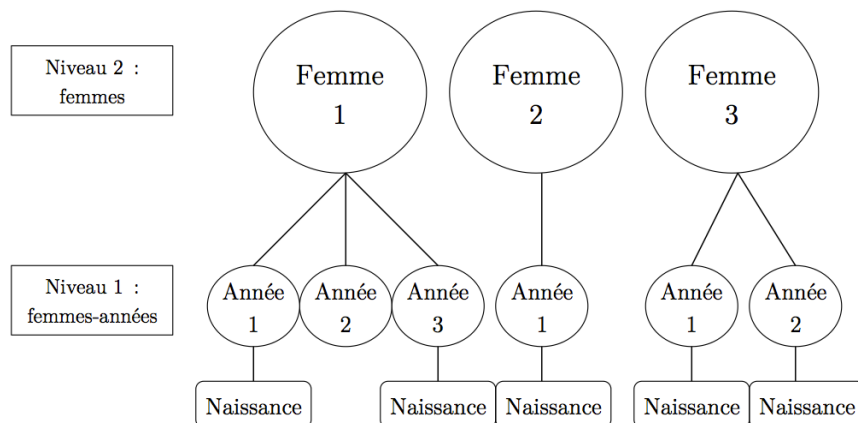 Niveau 2 :
femmes
Femme
1
Femme
2
Femme
3
Niveau 1 :
femmes-années
Année
1
Année
2
Année
3
Année
1
Année
1
Année
2
Naissance
Naissance
Naissance
Naissance
Naissance